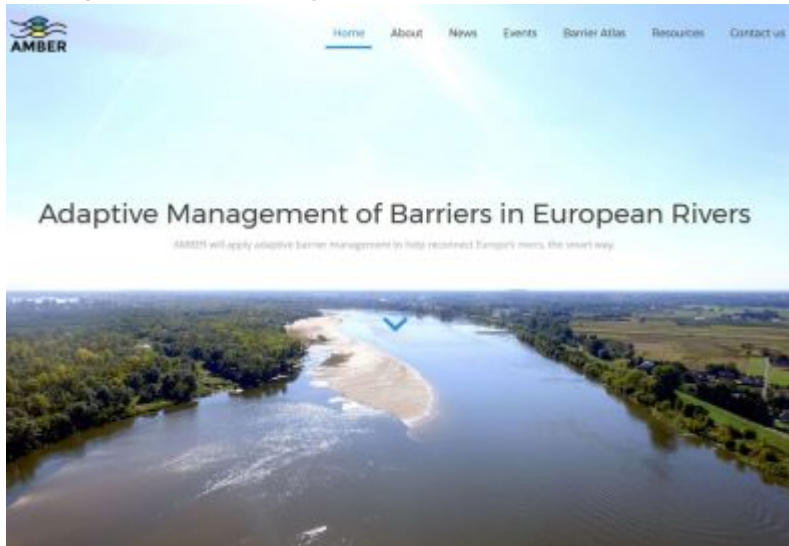 AMBER
Home About News Events Barrier Atlas Resources Contact us
Adaptive Management of Barriers in European Rivers
AMBER will apply adaptive barrier management to help reconnect Europe's rivers, the smart way.